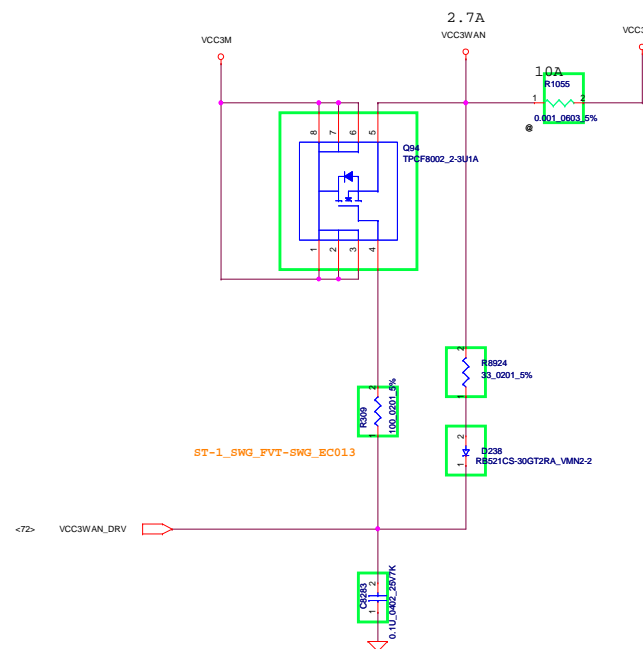 2.7A
VCC3M
VCC3WAN
VCC3
10A
R1055
1
2
0.001_0603_5%
@
8
7
6
5
Q94
TPCF8002_2-3U1A
1
2
3
4
2
R8924
33_0201_5%
1
2
R309
100_0201_5%
1
ST-1_SWG_FVT-SWG_EC013
2
D238
RB521CS-30GT2RA_VMN2-2
1
<72>
VCC3WAN_DRV
2
C8283
0.1U_0402_25V7K
1